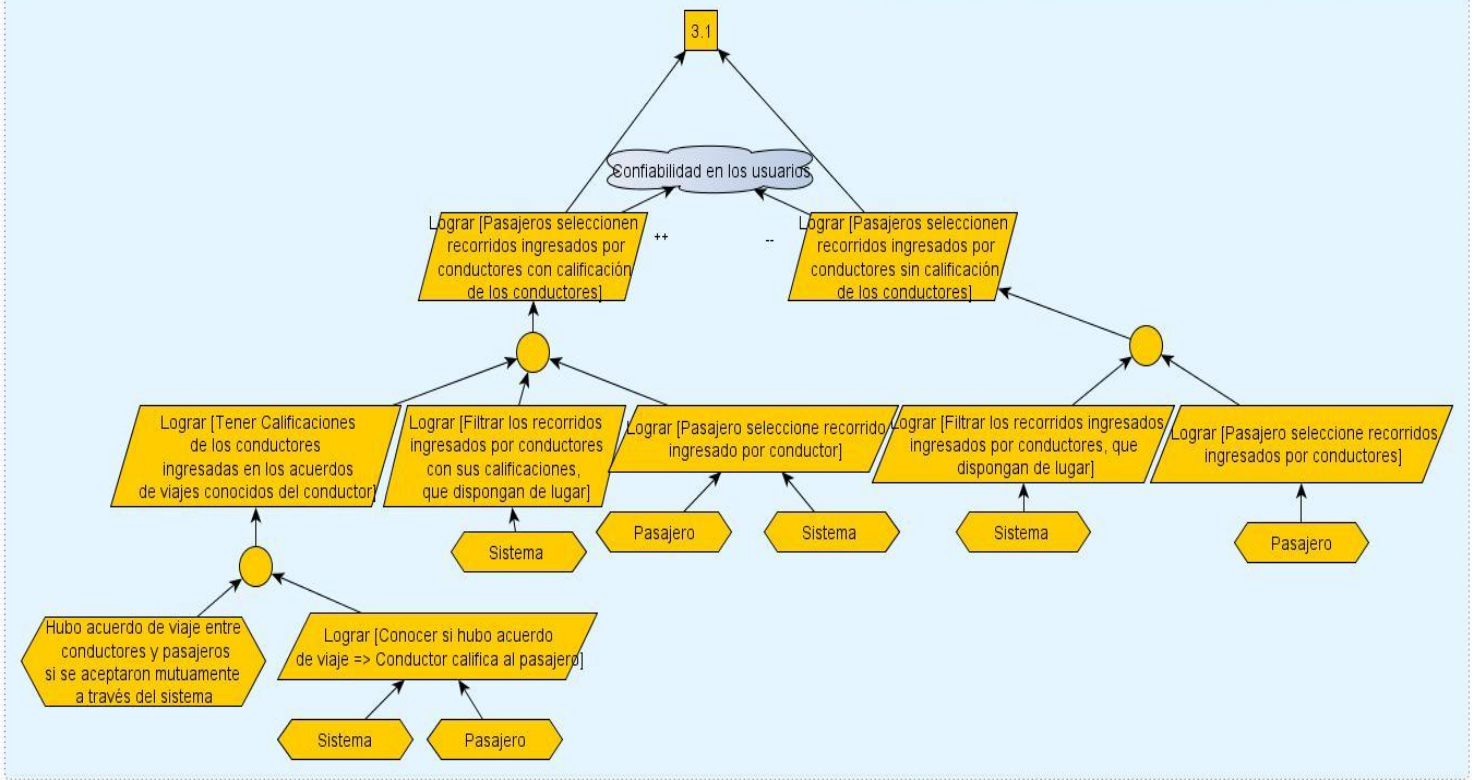 3.1
Confiabilidad en los usuarios
Lograr [Pasajeros seleccionen
recorridos ingresados por
conductores con calificación
de los conductores]
++
--
Lograr [Pasajeros seleccionen
recorridos ingresados por
conductores sin calificación
de los conductores]
Lograr [Tener Calificaciones
de los conductores
ingresadas en los acuerdos
de viajes conocidos del conductor]
Lograr [Filtrar los recorridos
ingresados por conductores
con sus calificaciones,
que dispongan de lugar]
Lograr [Pasajero seleccione recorrido
ingresado por conductor]
Lograr [Filtrar los recorridos ingresados
ingresados por conductores, que
dispongan de lugar]
Lograr [Pasajero seleccione recorridos
ingresados por conductores]
Sistema
Pasajero
Sistema
Sistema
Pasajero
Hubo acuerdo de viaje entre
conductores y pasajeros
si se aceptaron mutuamente
a través del sistema
Lograr [Conocer si hubo acuerdo
de viaje => Conductor califica al pasajero]
Sistema
Pasajero